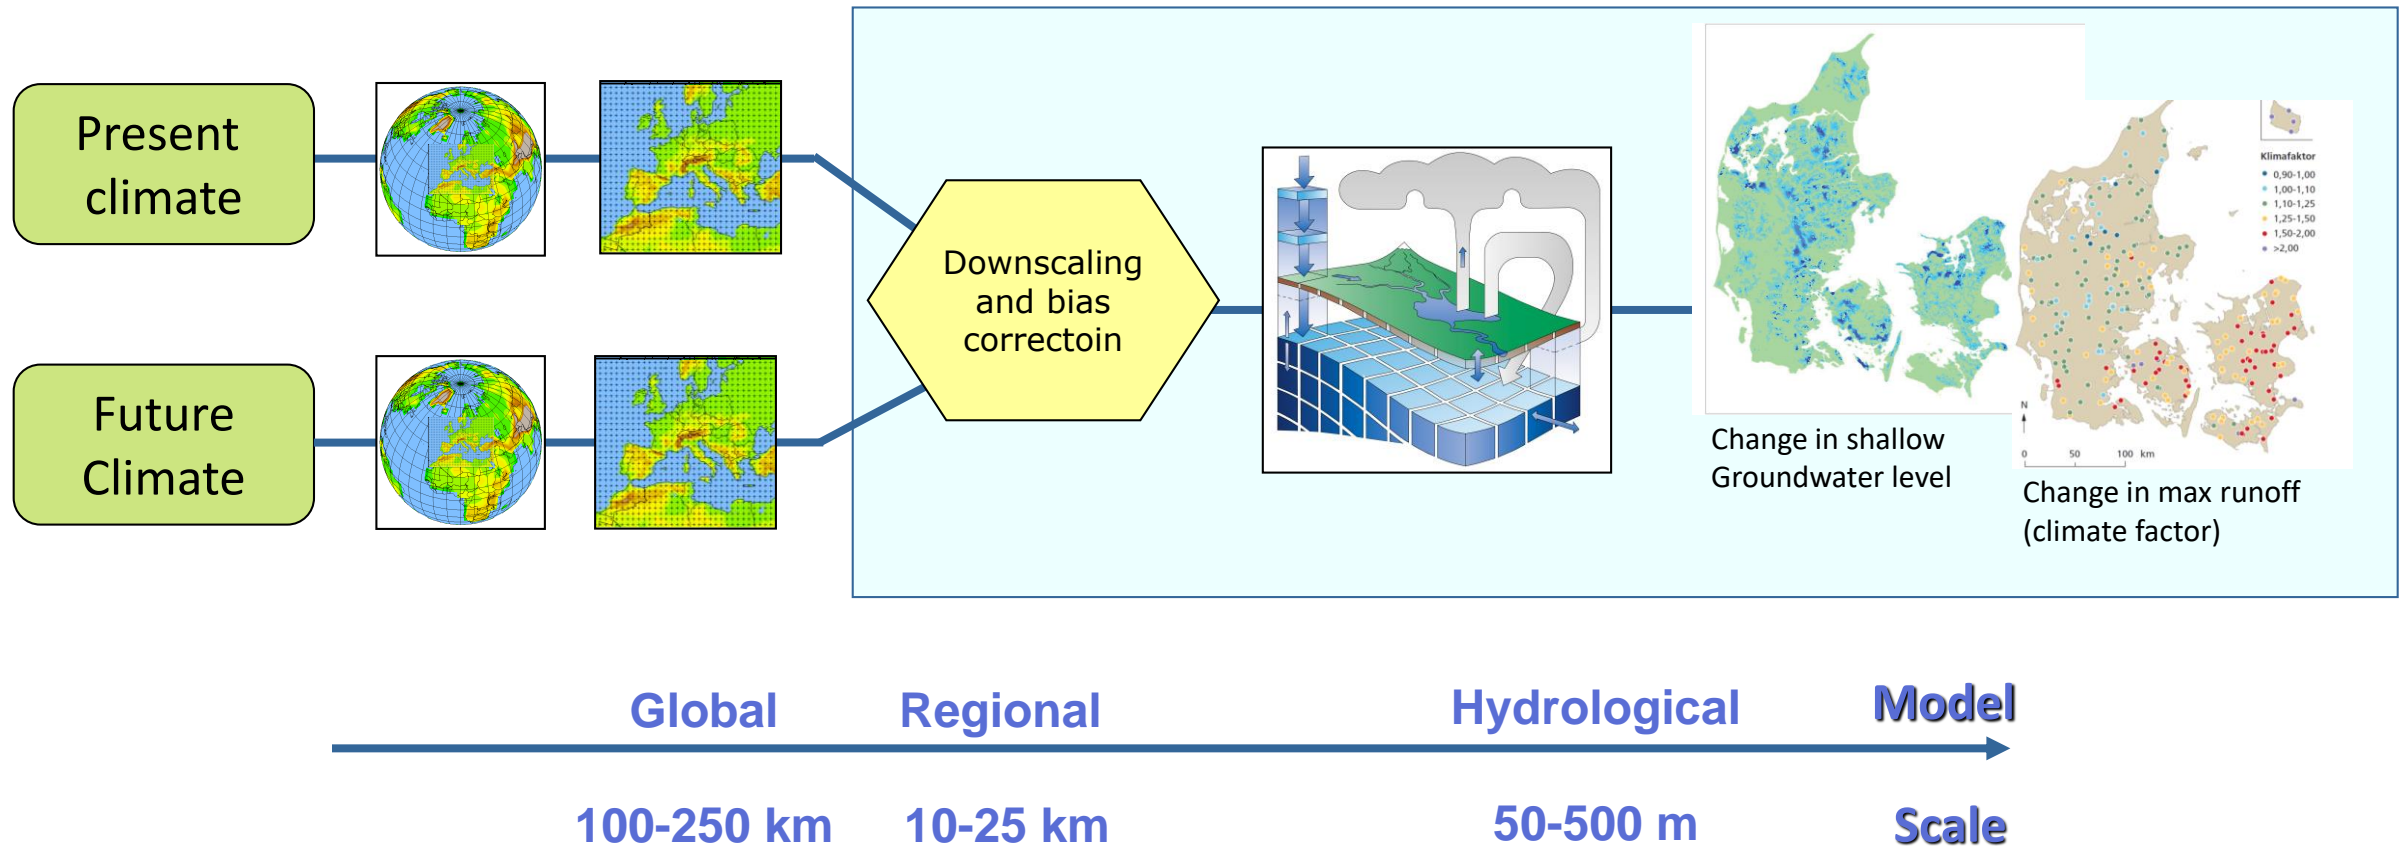 Present
climate
Future
Climate
Downscaling
and bias
correctoin
Klimafaktor
0,90-1,00
1,00-1,10
1,10-1,25
1,25-1,50
1,50-2,00
>2,00
N
0 50 100 km
Change in shallow
Groundwater level
Change in max runoff
(climate factor)
Global Regional Hydrological Model
100-250 km 10-25 km 50-500 m Scale